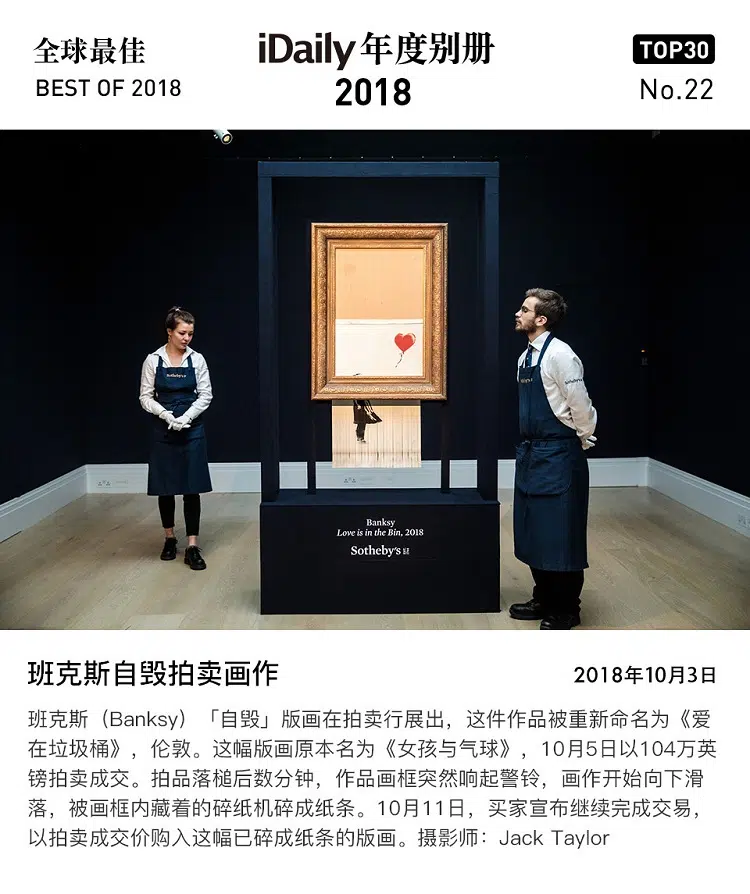 全球最佳
BEST OF 2018
iDaily 年度别册
2018
TOP30
No.22
Sotheby's
Banksy
Love is in the Bin, 2018
Sotheby's
班克斯自毁拍卖画作
2018年10月3日
班克斯（Banksy）「自毁」版画在拍卖行展出，这件作品被重新命名为《爱
在垃圾桶》，伦敦。这幅版画原本名为《女孩与气球》，10月5日以104万英
镑拍卖成交。拍品落槌后数分钟，作品画框突然响起警铃，画作开始向下滑
落，被画框内藏着的碎纸机碎成纸条。10月11日，买家宣布继续完成交易，
以拍卖成交价购入这幅已碎成纸条的版画。摄影师：Jack Taylor